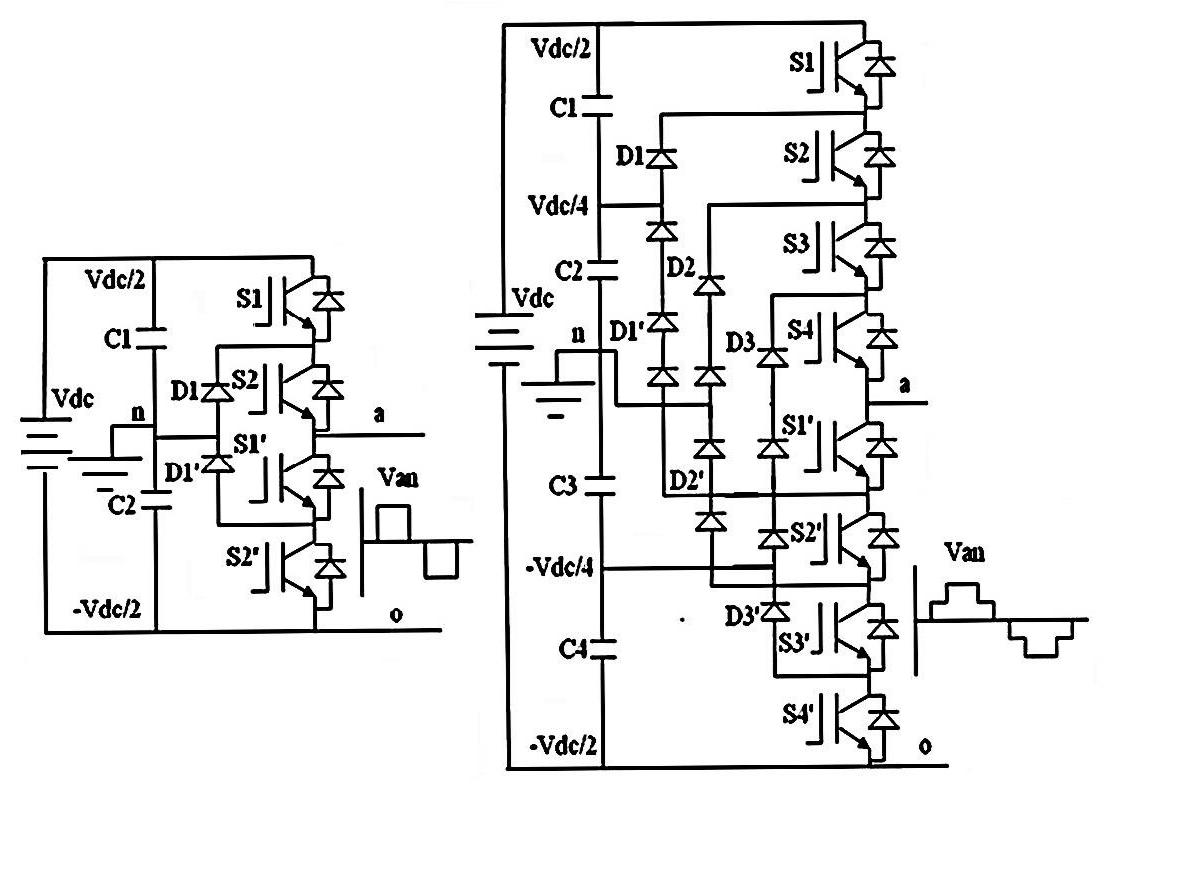 Vdc/2
S1
C1
Vdc
D1
S2
n
a
S1'
D1'
C2
Van
S2'
-Vdc/2
o
Vdc/2
S1
C1
D1
S2
Vdc/4
S3
C2
D2
Vdc
n
D1'
D3
S4
a
S1'
C3
D2'
S2'
-Vdc/4
Van
D3'
S3'
C4
S4'
-Vdc/2
o